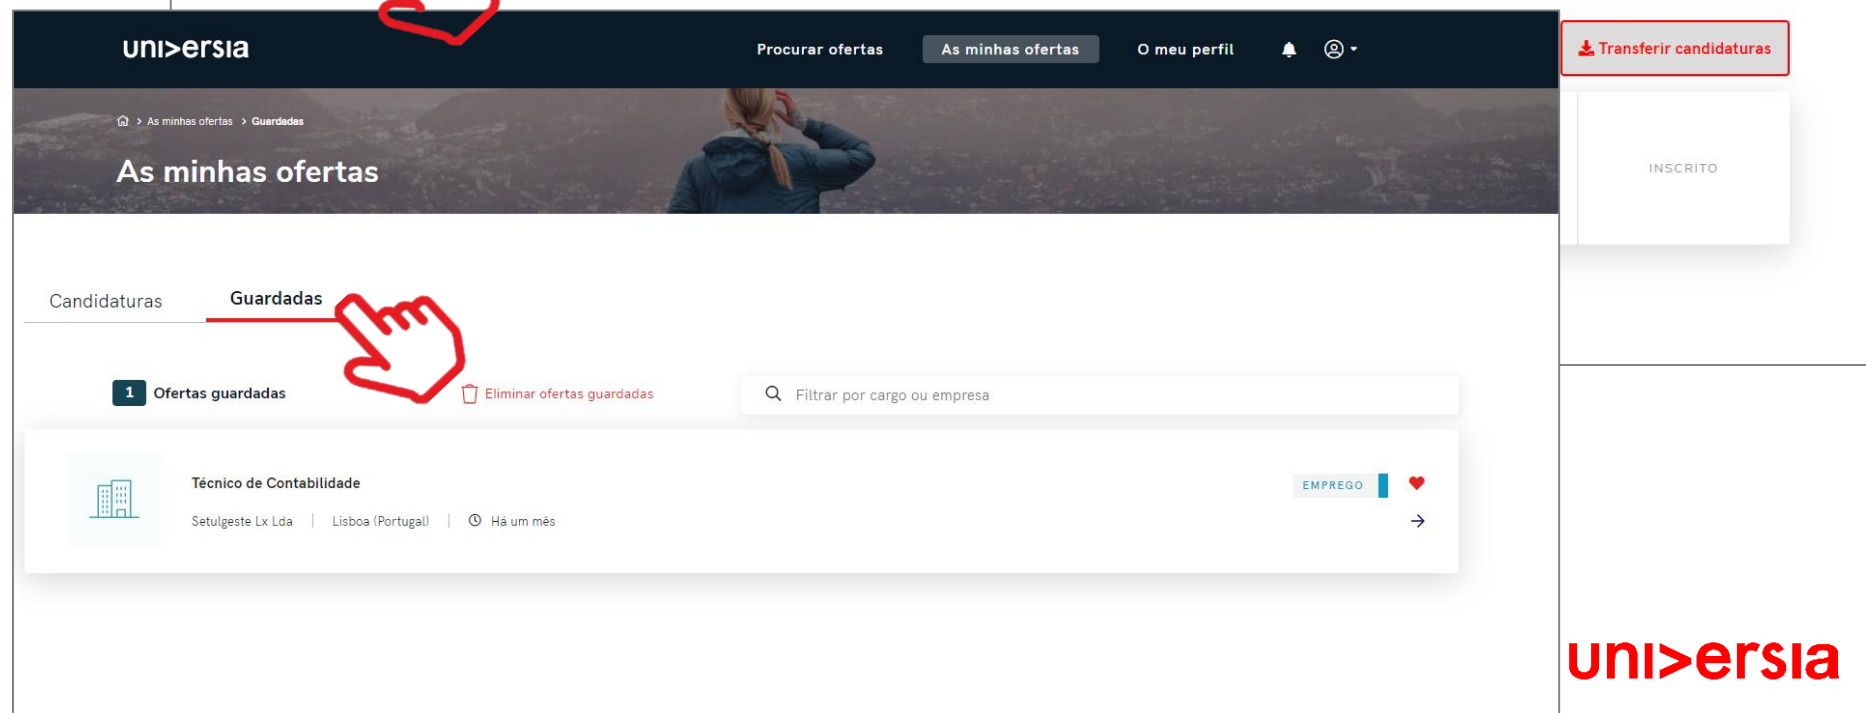 uni>ersia
Procurar ofertas
As minhas ofertas
O meu perfil
Transferir candidaturas
> As minhas ofertas > Guardadas
As minhas ofertas
INSCRITO
Candidaturas
Guardadas
1 Ofertas guardadas
Eliminar ofertas guardadas
Filtrar por cargo ou empresa
Técnico de Contabilidade
EMPREGO
Setulgeste Lx Lda | Lisboa (Portugal) | Há um mês
uni>ersia